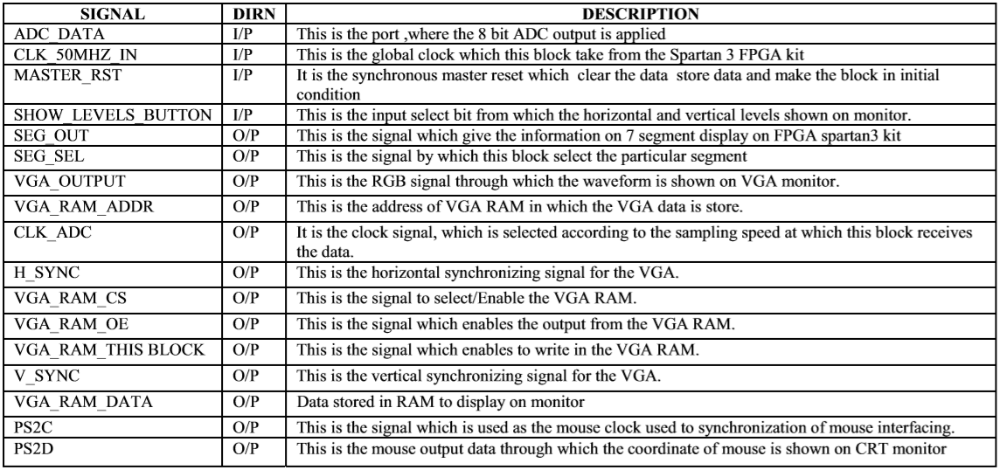 SIGNAL DIRN DESCRIPTION
ADC_DATA I/P This is the port ,where the 8 bit ADC output is applied
CLK_50MHZ_IN I/P This is the global clock which this block take from the Spartan 3 FPGA kit
MASTER_RST I/P It is the synchronous master reset which clear the data store data and make the block in initial
condition
SHOW_LEVELS_BUTTON I/P This is the input select bit from which the horizontal and vertical levels shown on monitor.
SEG_OUT O/P This is the signal which give the information on 7 segment display on FPGA spartan3 kit
SEG_SEL O/P This is the signal by which this block select the particular segment
VGA_OUTPUT O/P This is the RGB signal through which the waveform is shown on VGA monitor.
VGA_RAM_ADDR O/P This is the address of VGA RAM in which the VGA data is store.
CLK_ADC O/P It is the clock signal, which is selected according to the sampling speed at which this block receives
the data.
H_SYNC O/P This is the horizontal synchronizing signal for the VGA.
VGA_RAM_CS O/P This is the signal to select/Enable the VGA RAM.
VGA_RAM_OE O/P This is the signal which enables the output from the VGA RAM.
VGA_RAM_THIS BLOCK O/P This is the signal which enables to write in the VGA RAM.
V_SYNC O/P This is the vertical synchronizing signal for the VGA.
VGA_RAM_DATA O/P Data stored in RAM to display on monitor
PS2C O/P This is the signal which is used as the mouse clock used to synchronization of mouse interfacing.
PS2D O/P This is the mouse output data through which the coordinate of mouse is shown on CRT monitor